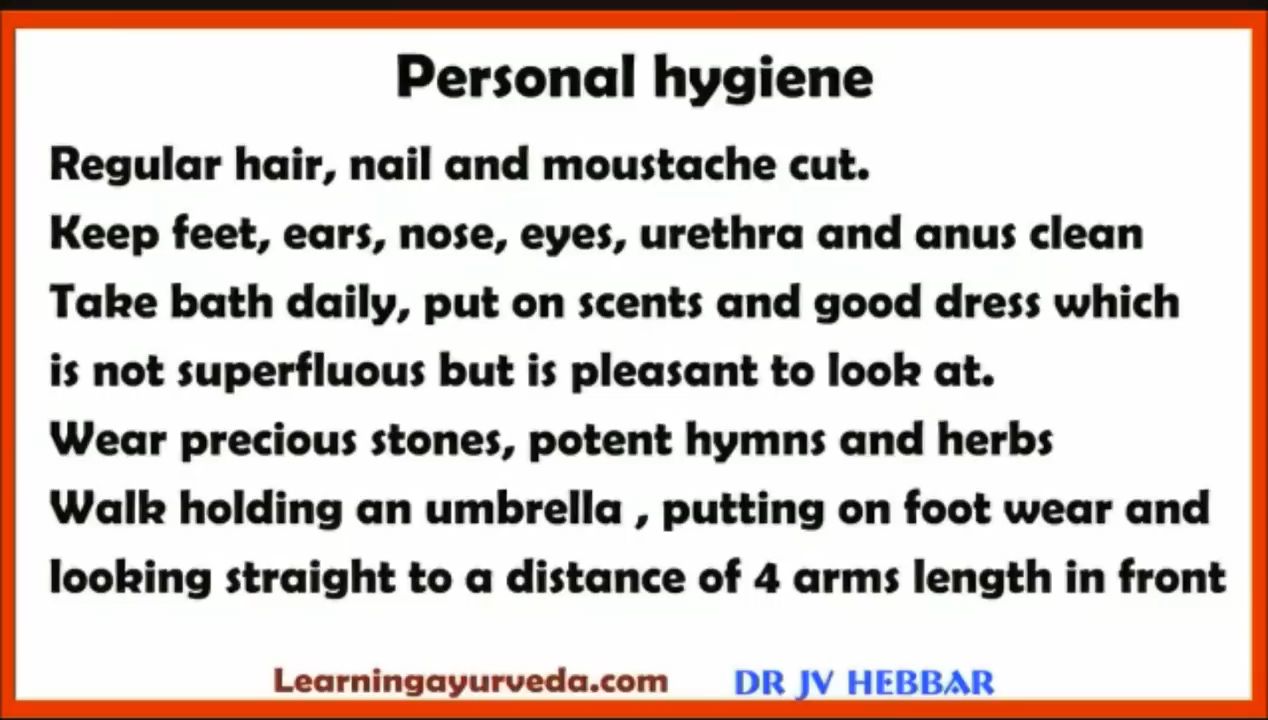 Personal hygiene
Regular hair, nail and moustache cut.
Keep feet, ears, nose, eyes, urethra and anus clean
Take bath daily, put on scents and good dress which
is not superfluous but is pleasant to look at.
Wear precious stones, potent hymns and herbs
Walk holding an umbrella , putting on foot wear and
looking straight to a distance of 4 arms length in front
Learningayurveda.com DR JV HEBBAR